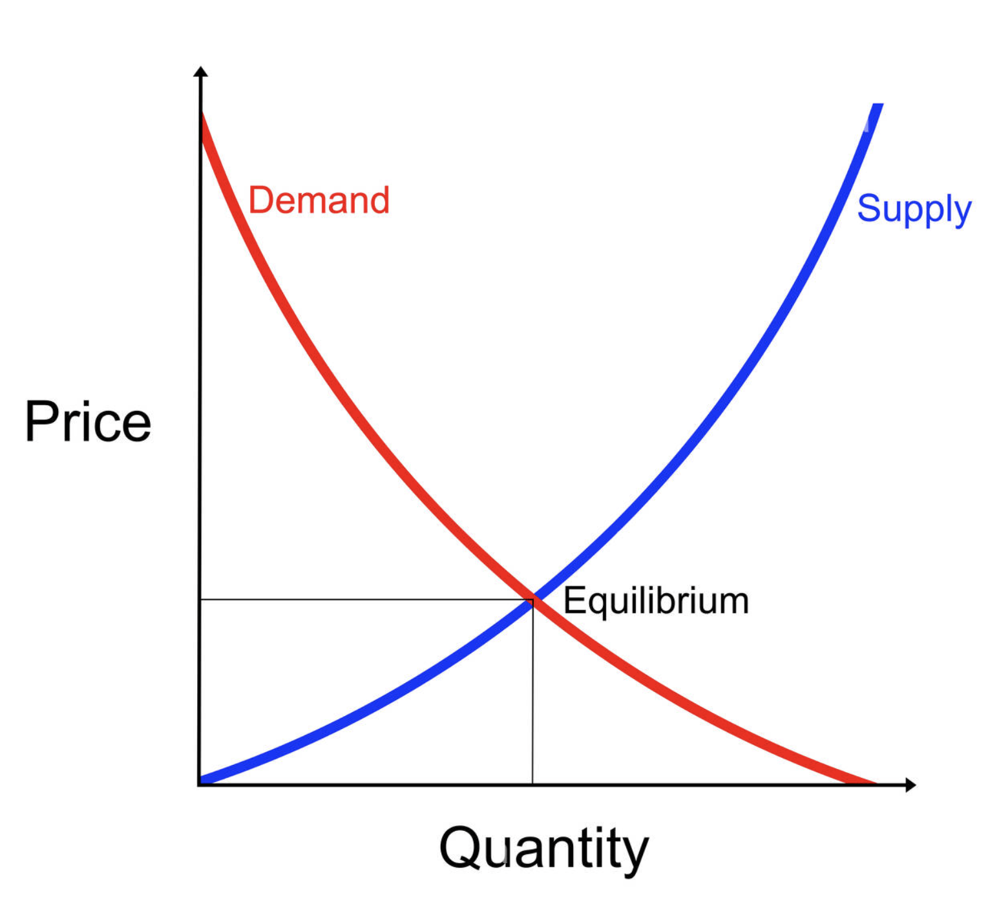 Demand
Supply
Price
Equilibrium
Quantity